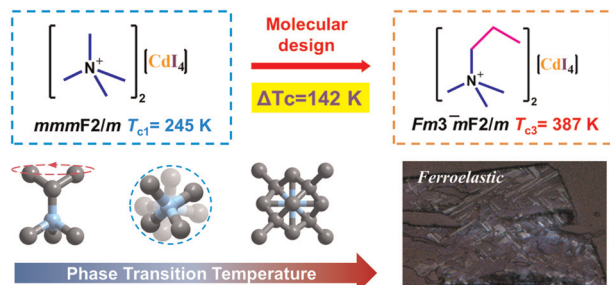 Molecular
design
ΔTc=142 K
N+
2
[CdI4]
mmmF2/m Tc1= 245 K
N+
2
[CdI4]
Fm3̄mF2/m Tc3= 387 K
Ferroelastic
Phase Transition Temperature